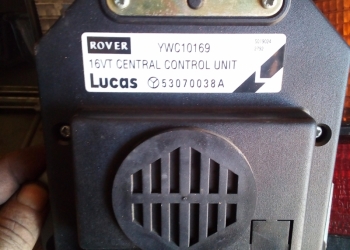 ROVER YWC10169
16VT CENTRAL CONTROL UNIT
Lucas 53070038A